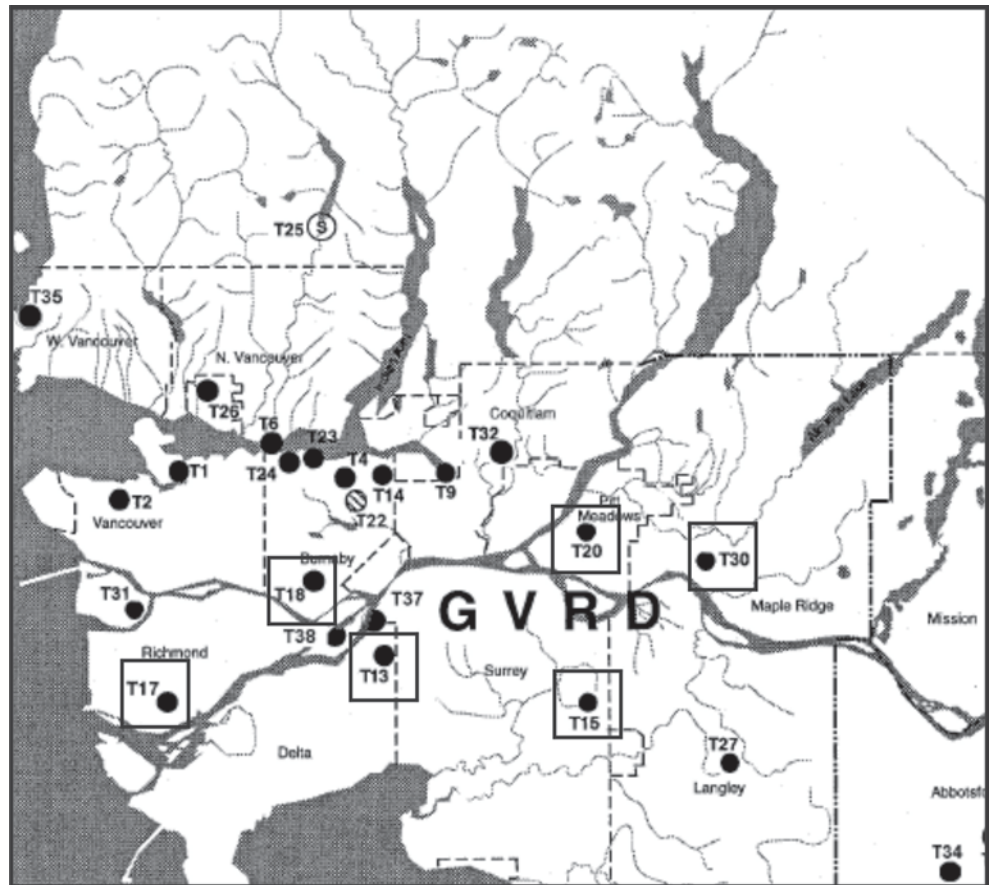 T25
S
T35
W. Vancouver
N. Vancouver
T26
Coquitlam
T6
T23
T32
T24
T4
T1
T14
T9
T2
T22
Vancouver
Pitt
Meadows
T20
T30
Burnaby
T18
T31
T37
GVRD
Maple Ridge
T38
Mission
Richmond
T13
Surrey
T17
T15
Delta
T27
Langley
Abbotsfo
T34